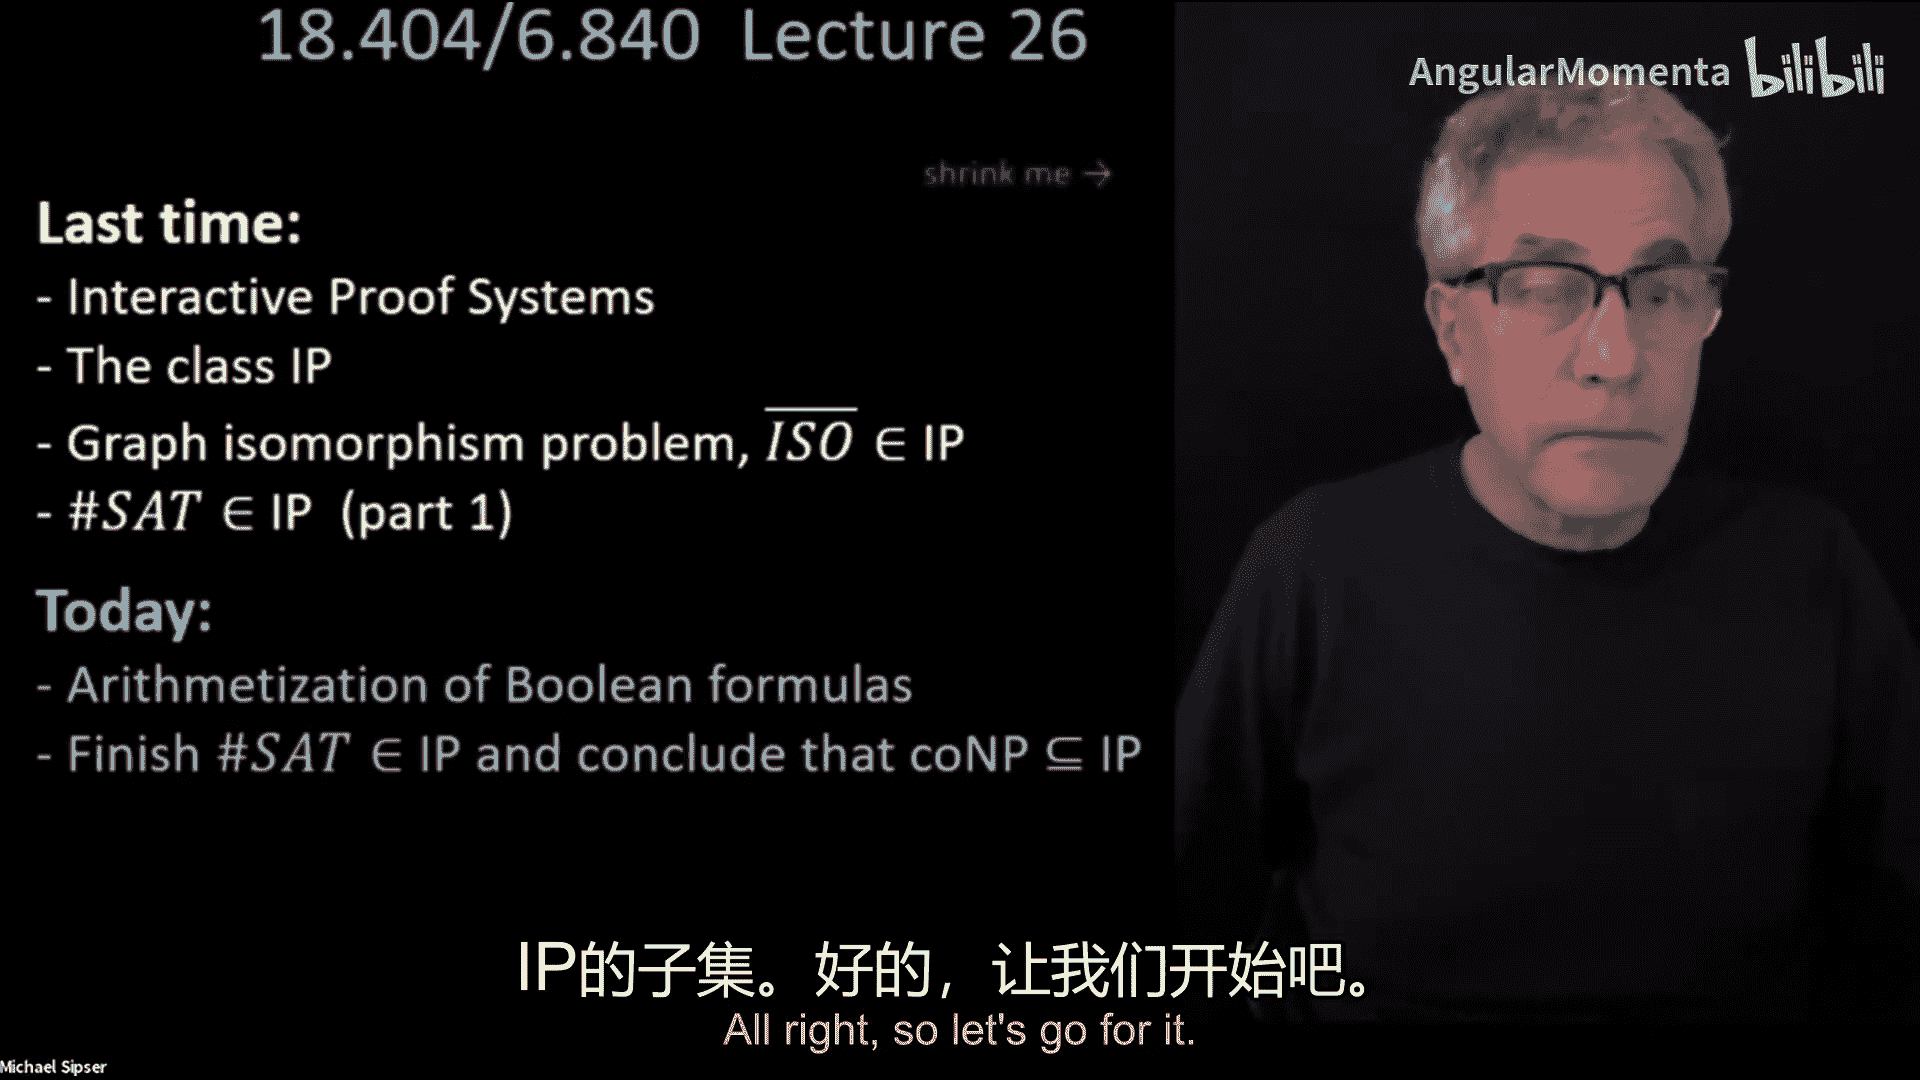 18.404/6.840 Lecture 26
AngularMomenta bilibili
shrink me →
Last time:
- Interactive Proof Systems
- The class IP
- Graph isomorphism problem, \overline{ISO} ∈ IP
- #SAT ∈ IP (part 1)
Today:
- Arithmetization of Boolean formulas
- Finish #SAT ∈ IP and conclude that coNP ⊆ IP
IP的子集。好的，让我们开始吧。
All right, so let's go for it.
Michael Sipser